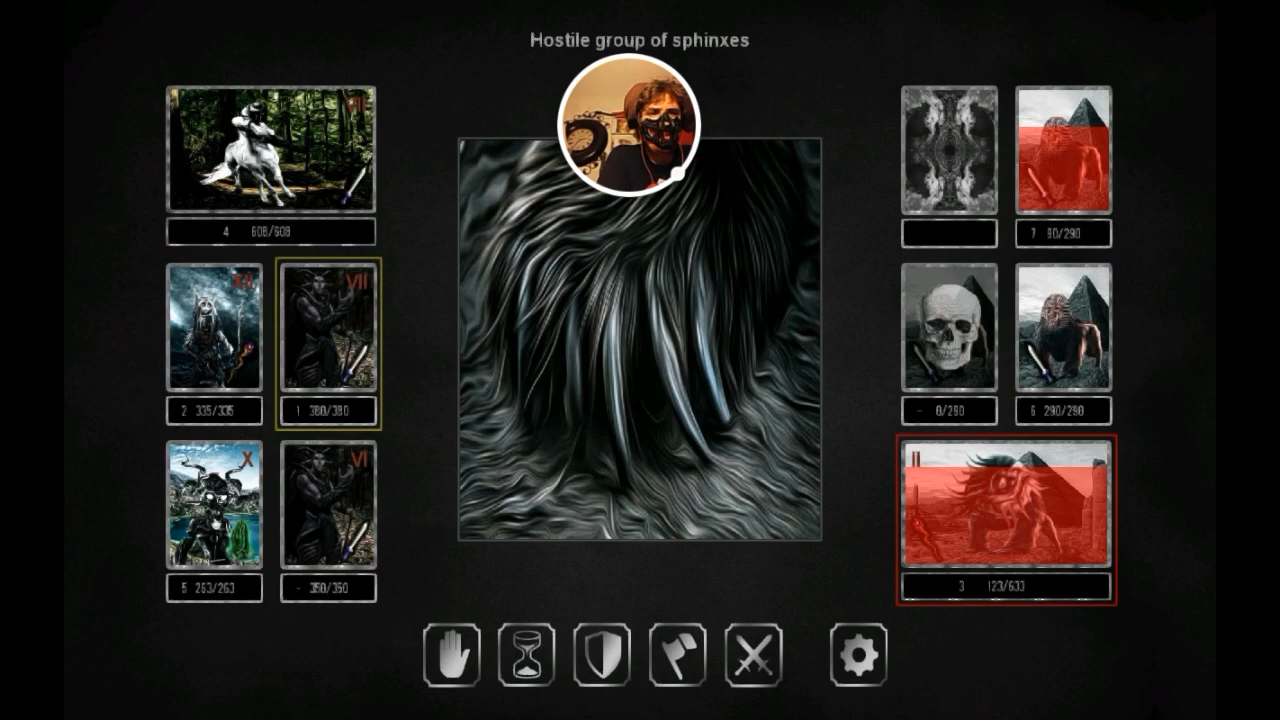 Hostile group of sphinxes
VII
4 608/608
7 90/290
XII
VII
2 335/335
1 380/380
- 0/290
6 290/290
X
VI
II
5 263/263
- 350/350
3 123/633